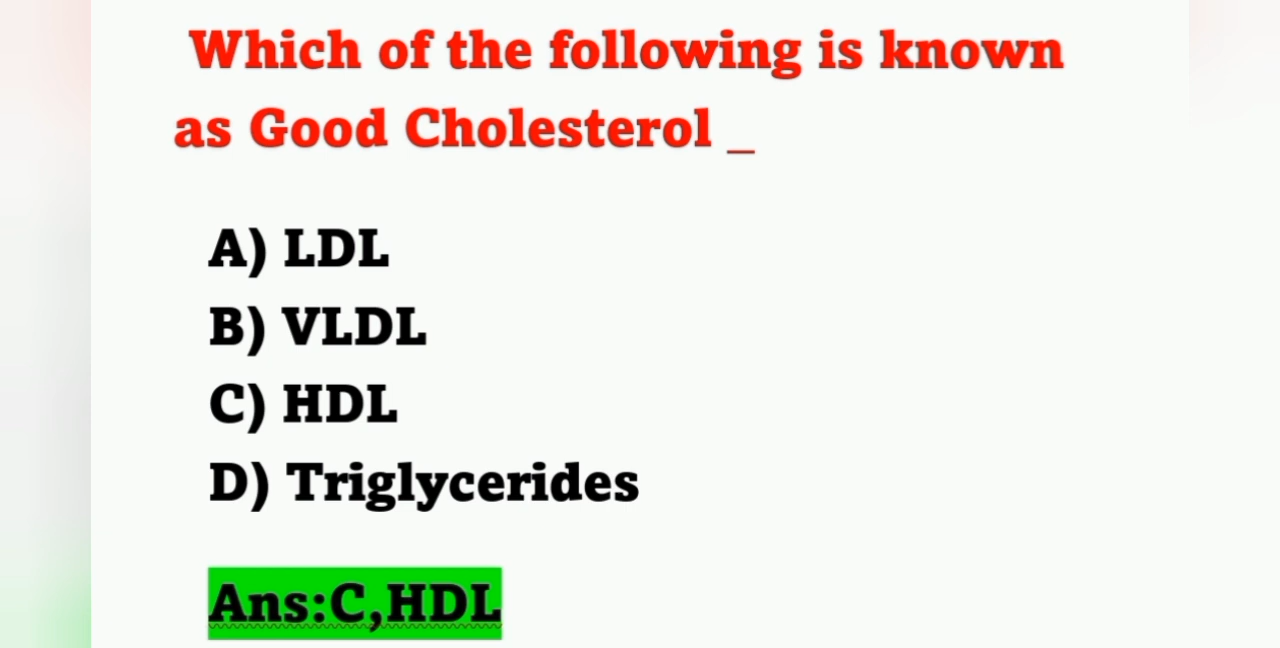 Which of the following is known
as Good Cholesterol _
A) LDL
B) VLDL
C) HDL
D) Triglycerides
Ans:C,HDL